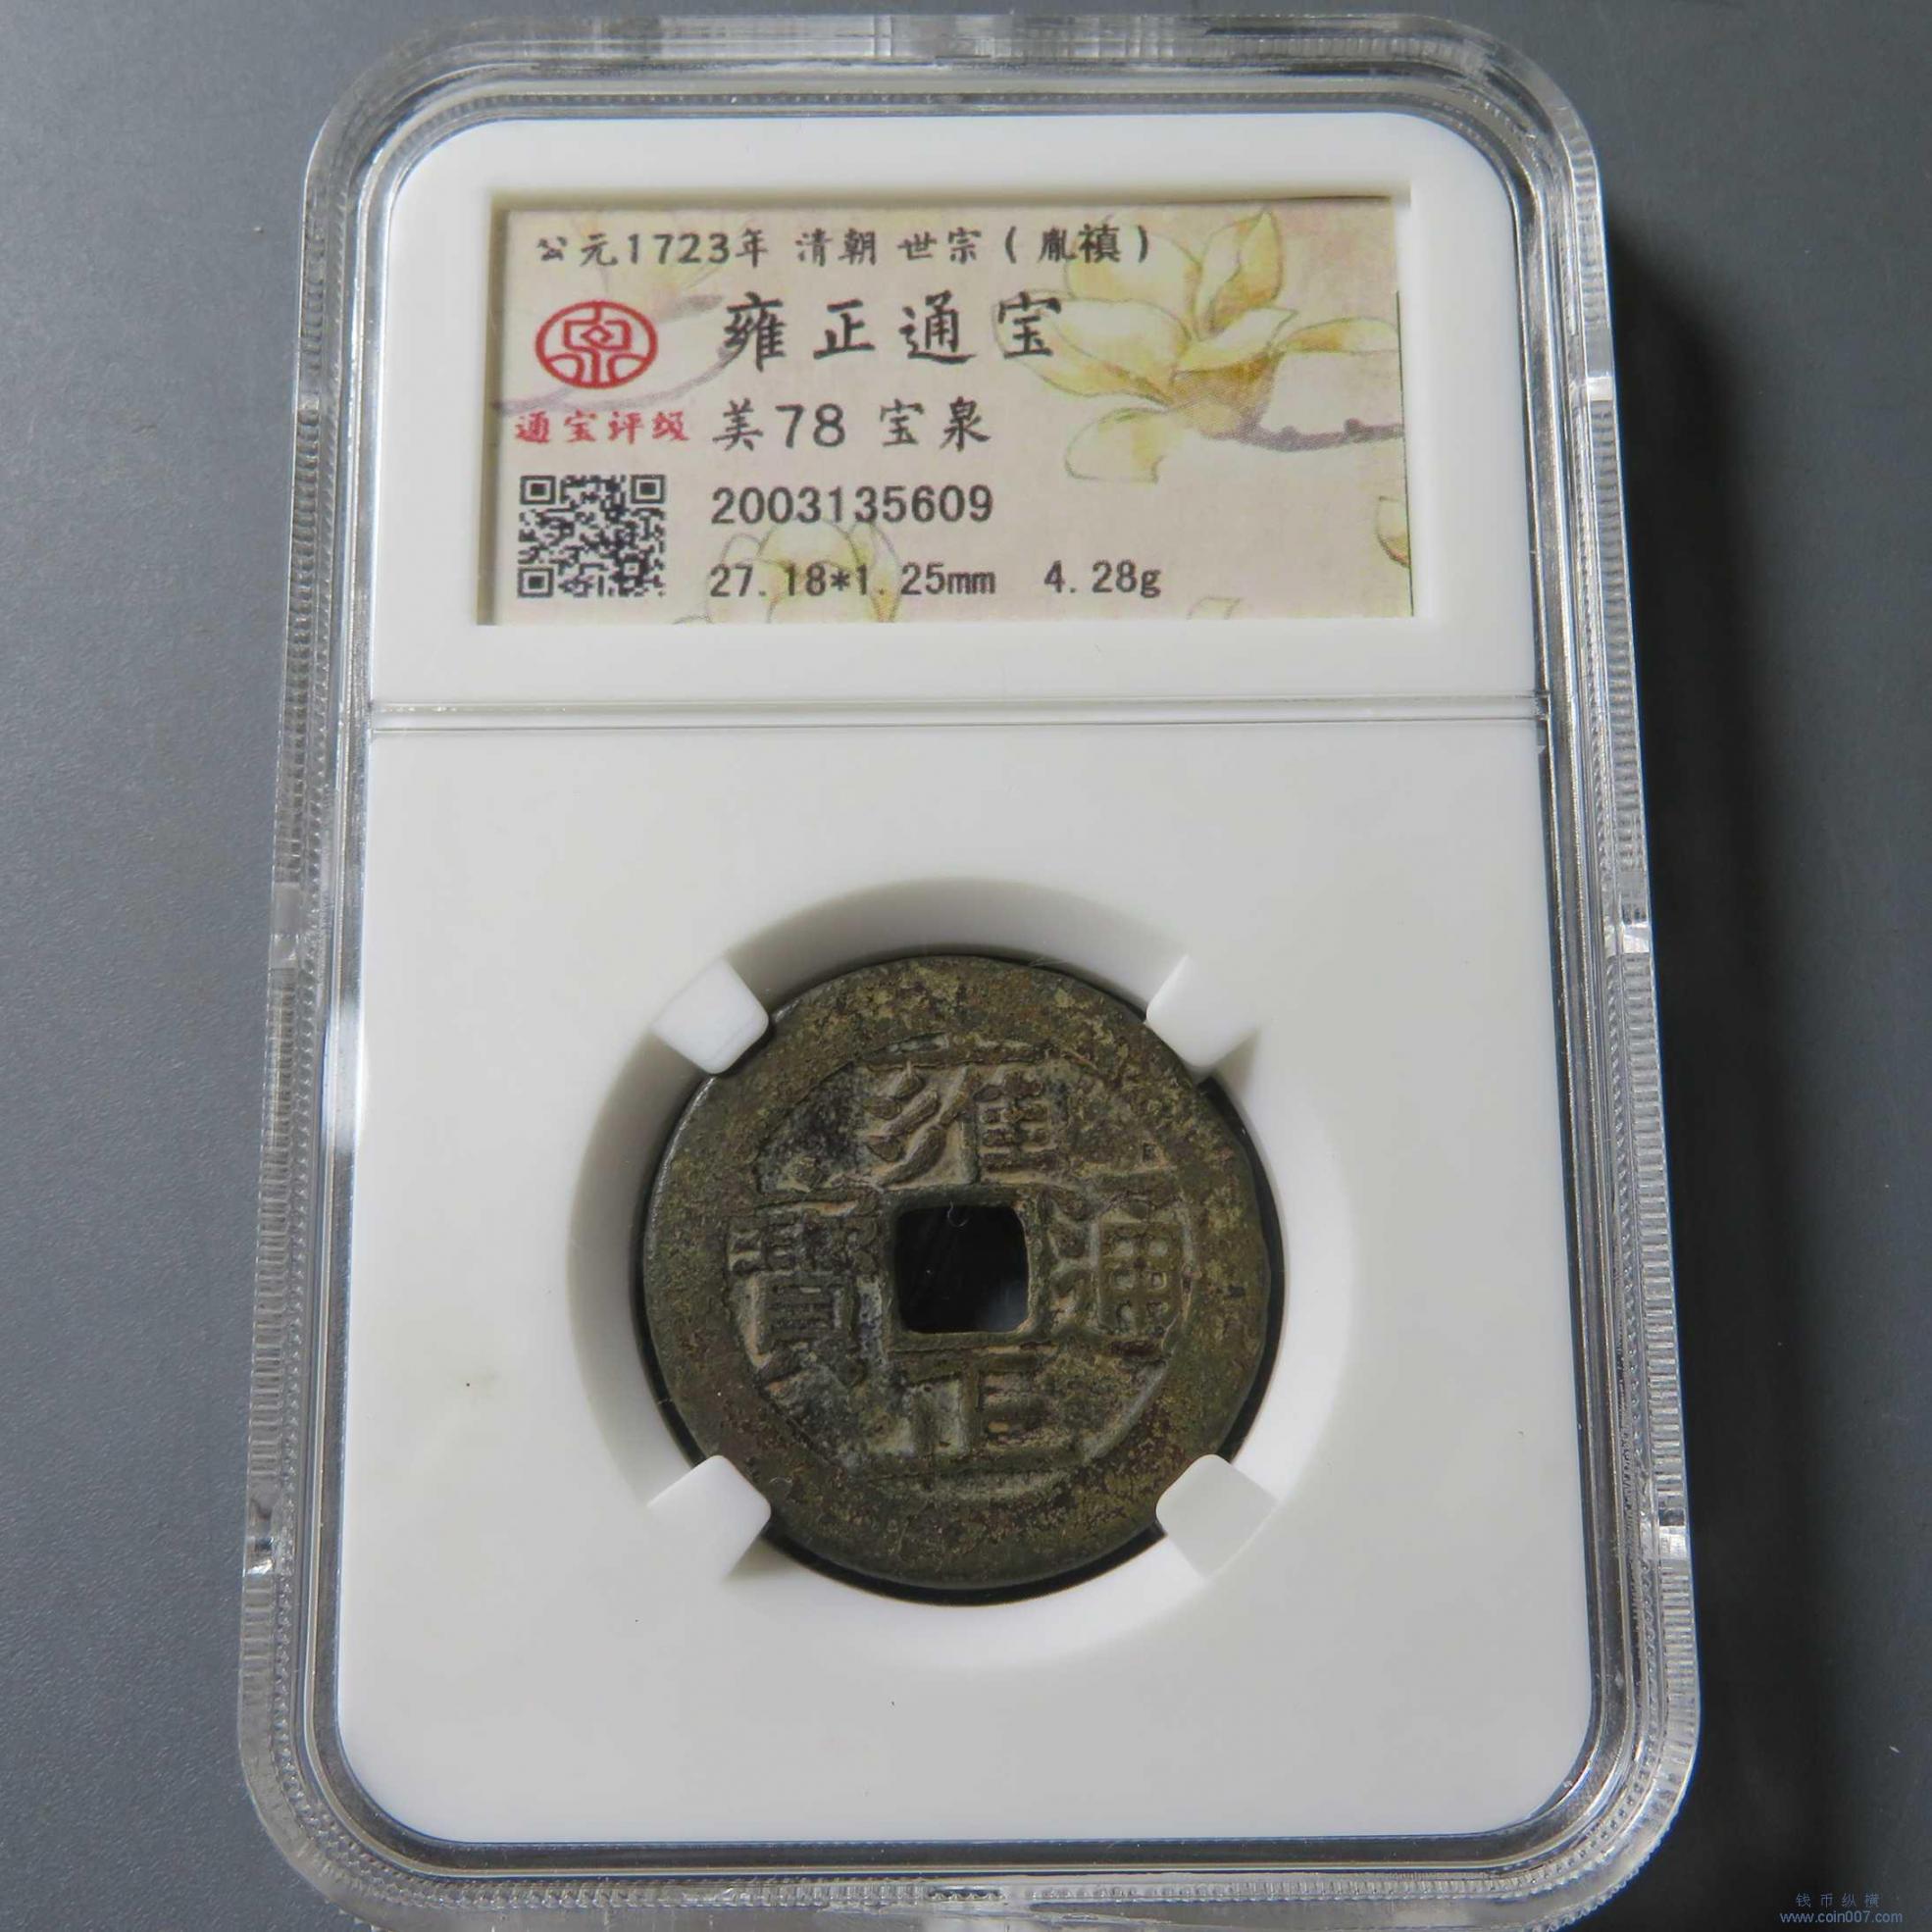 公元1723年 清朝 世宗（胤禛）
雍正通宝
通宝评级
美78 宝泉
2003135609
27.18*1.25mm 4.28g
雍正通寶
钱币纵横
www.coin007.com